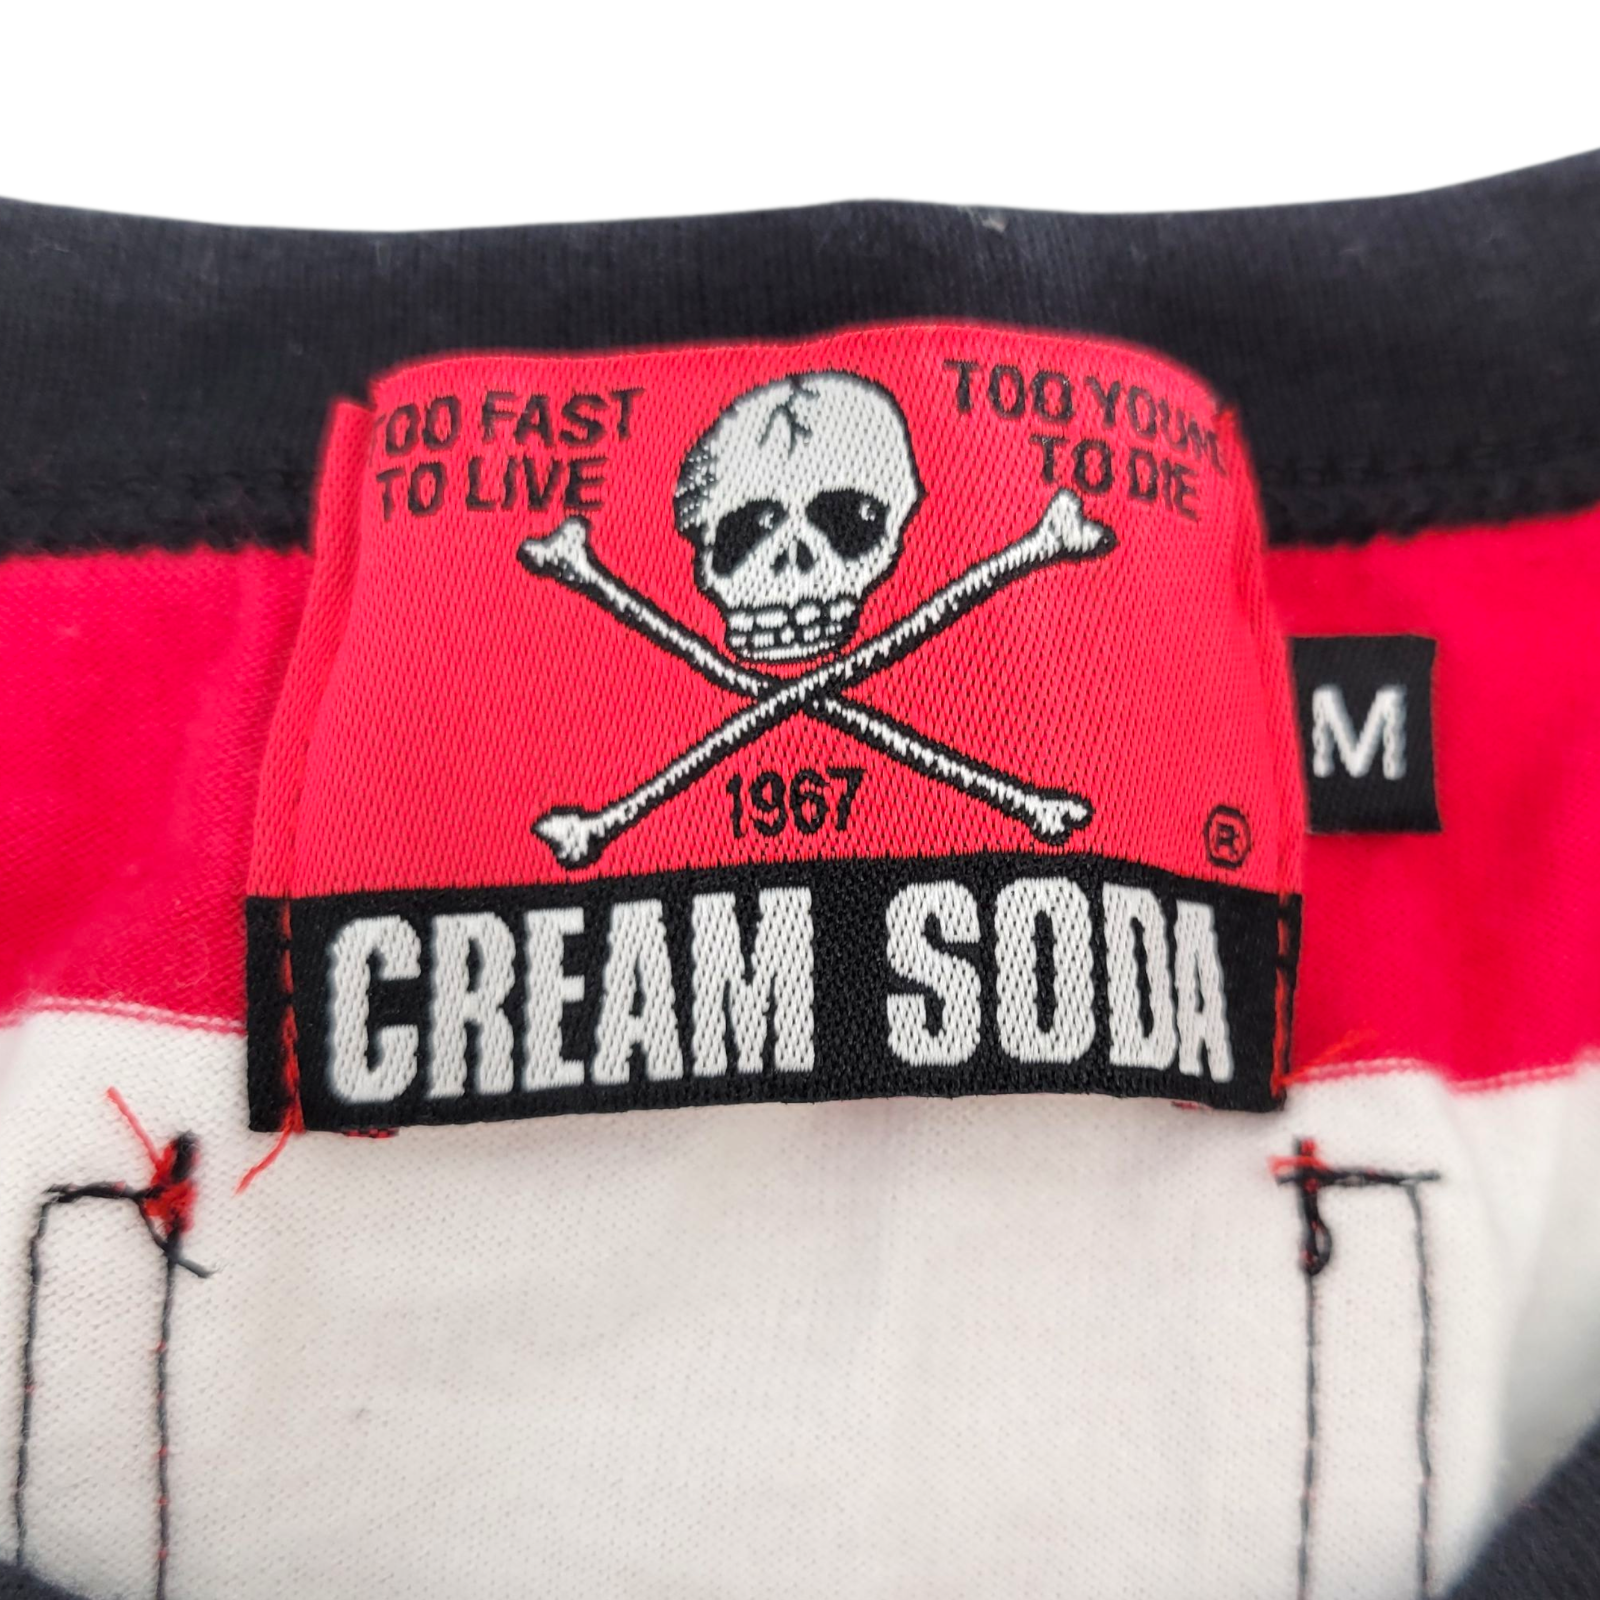 TOO FAST
TO LIVE
TOO YOUNG
TO DIE
1967
®
CREAM SODA
M